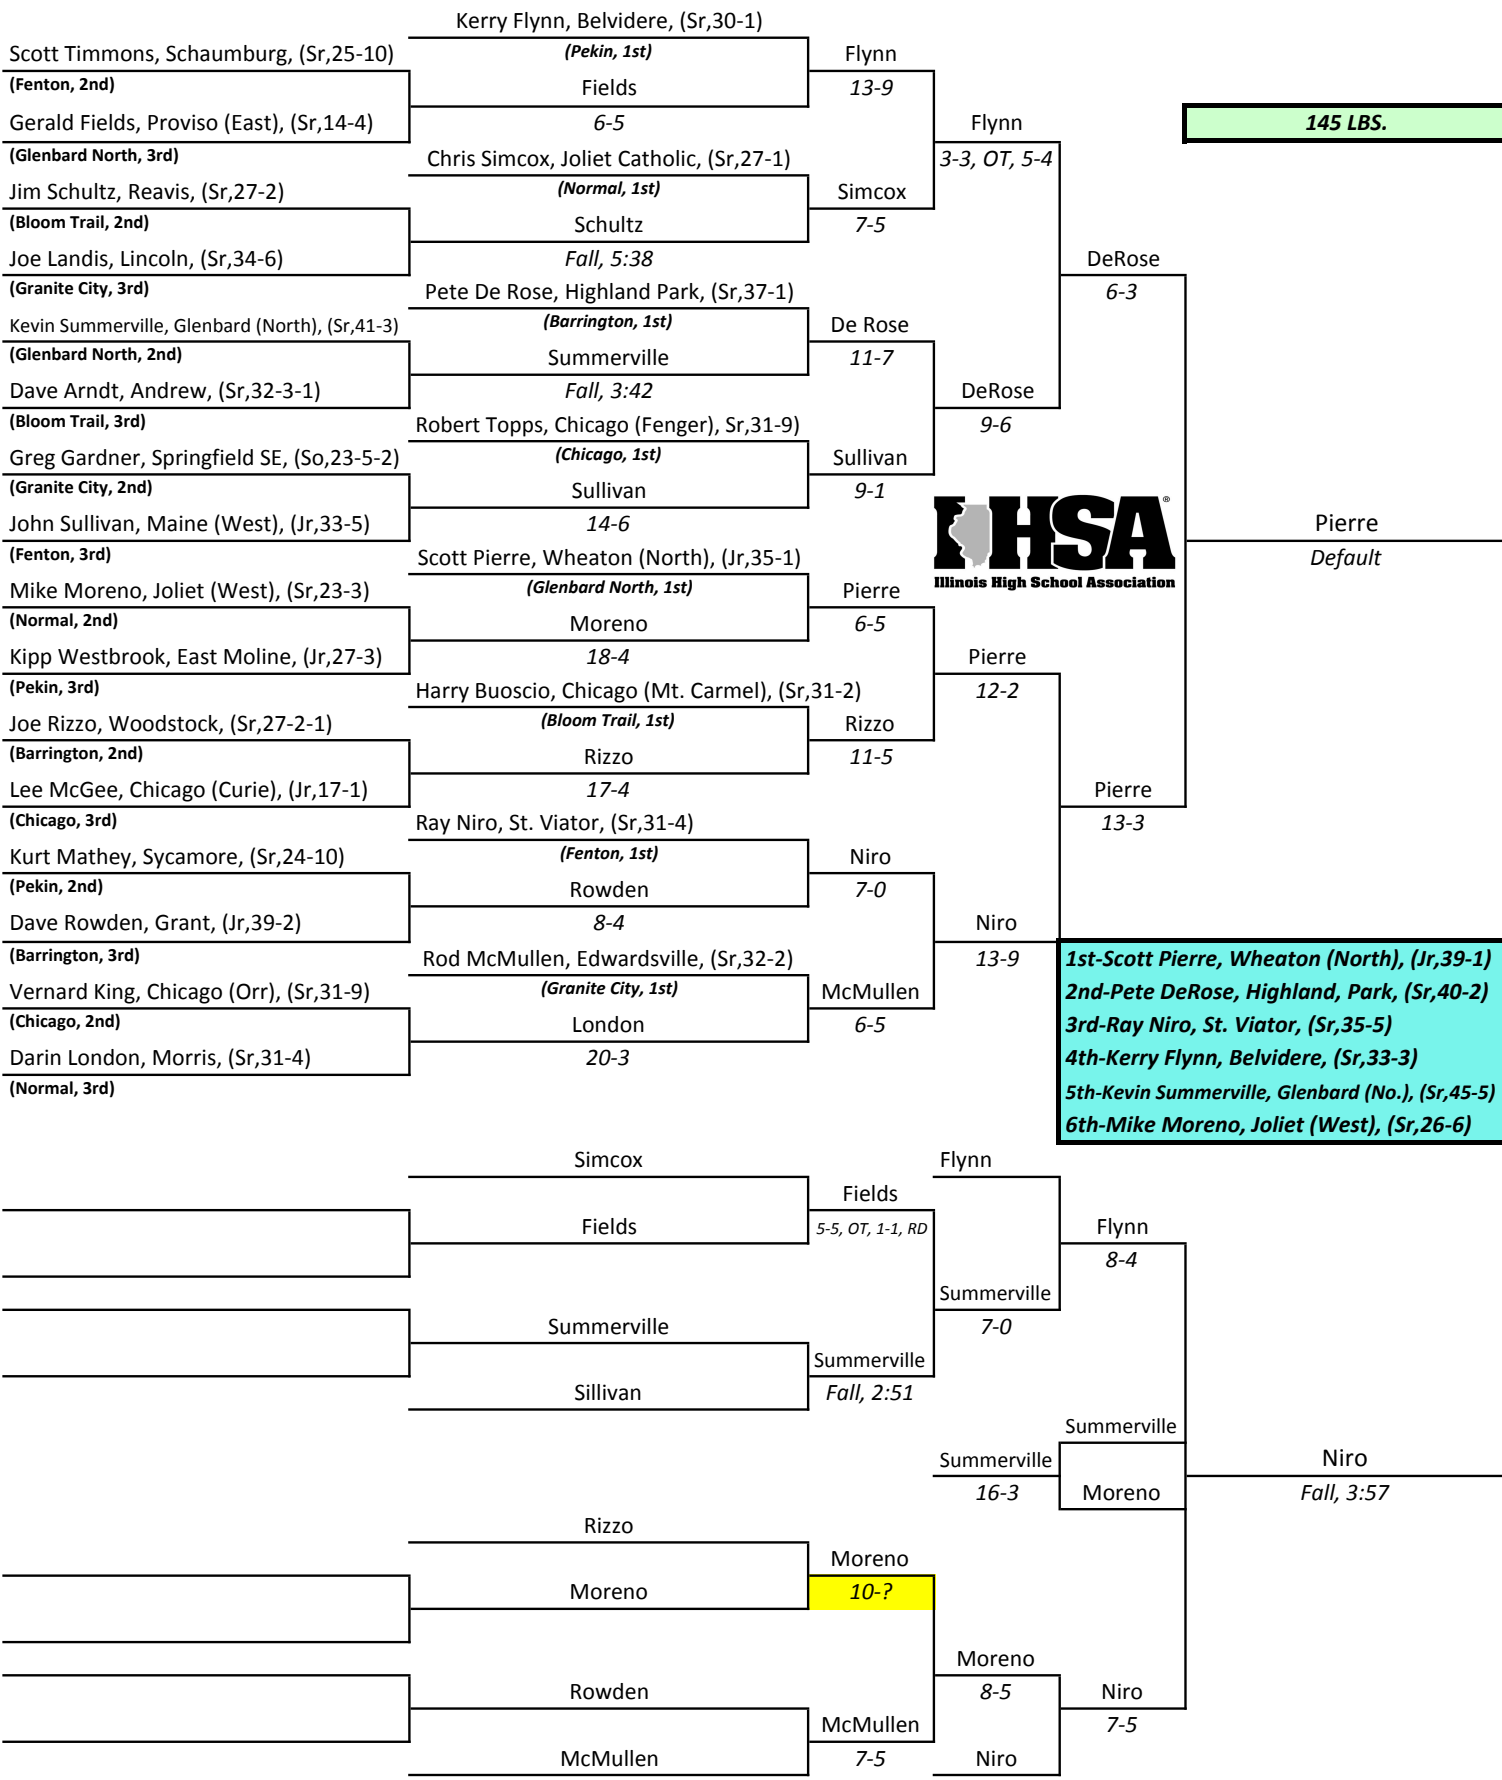 Kerry Flynn, Belvidere, (Sr,30-1)
Scott Timmons, Schaumburg, (Sr,25-10)
(Pekin, 1st)
Flynn
(Fenton, 2nd)
Fields
13-9
Gerald Fields, Proviso (East), (Sr,14-4)
6-5
Flynn
145 LBS.
(Glenbard North, 3rd)
Chris Simcox, Joliet Catholic, (Sr,27-1)
3-3, OT, 5-4
Jim Schultz, Reavis, (Sr,27-2)
(Normal, 1st)
Simcox
(Bloom Trail, 2nd)
Schultz
7-5
Joe Landis, Lincoln, (Sr,34-6)
Fall, 5:38
DeRose
(Granite City, 3rd)
Pete De Rose, Highland Park, (Sr,37-1)
6-3
Kevin Summerville, Glenbard (North), (Sr,41-3)
(Barrington, 1st)
De Rose
(Glenbard North, 2nd)
Summerville
11-7
Dave Arndt, Andrew, (Sr,32-3-1)
Fall, 3:42
DeRose
(Bloom Trail, 3rd)
Robert Topps, Chicago (Fenger), Sr,31-9)
9-6
Greg Gardner, Springfield SE, (So,23-5-2)
(Chicago, 1st)
Sullivan
(Granite City, 2nd)
Sullivan
9-1
IHSA
®
John Sullivan, Maine (West), (Jr,33-5)
14-6
Pierre
(Fenton, 3rd)
Scott Pierre, Wheaton (North), (Jr,35-1)
Default
Illinois High School Association
Mike Moreno, Joliet (West), (Sr,23-3)
(Glenbard North, 1st)
Pierre
(Normal, 2nd)
Moreno
6-5
Kipp Westbrook, East Moline, (Jr,27-3)
18-4
Pierre
(Pekin, 3rd)
Harry Buoscio, Chicago (Mt. Carmel), (Sr,31-2)
12-2
Joe Rizzo, Woodstock, (Sr,27-2-1)
(Bloom Trail, 1st)
Rizzo
(Barrington, 2nd)
Rizzo
11-5
Lee McGee, Chicago (Curie), (Jr,17-1)
17-4
Pierre
(Chicago, 3rd)
Ray Niro, St. Viator, (Sr,31-4)
13-3
Kurt Mathey, Sycamore, (Sr,24-10)
(Fenton, 1st)
Niro
(Pekin, 2nd)
Rowden
7-0
Dave Rowden, Grant, (Jr,39-2)
8-4
Niro
(Barrington, 3rd)
Rod McMullen, Edwardsville, (Sr,32-2)
13-9
1st-Scott Pierre, Wheaton (North), (Jr,39-1)
Vernard King, Chicago (Orr), (Sr,31-9)
(Granite City, 1st)
McMullen
2nd-Pete DeRose, Highland, Park, (Sr,40-2)
(Chicago, 2nd)
London
6-5
3rd-Ray Niro, St. Viator, (Sr,35-5)
Darin London, Morris, (Sr,31-4)
20-3
4th-Kerry Flynn, Belvidere, (Sr,33-3)
(Normal, 3rd)
5th-Kevin Summerville, Glenbard (No.), (Sr,45-5)
6th-Mike Moreno, Joliet (West), (Sr,26-6)
Simcox
Flynn
Fields
Fields
5-5, OT, 1-1, RD
Flynn
8-4
Summerville
Summerville
7-0
Summerville
Sillivan
Fall, 2:51
Summerville
Summerville
Niro
16-3
Moreno
Fall, 3:57
Rizzo
Moreno
Moreno
10-?
Moreno
Rowden
8-5
Niro
McMullen
7-5
McMullen
7-5
Niro